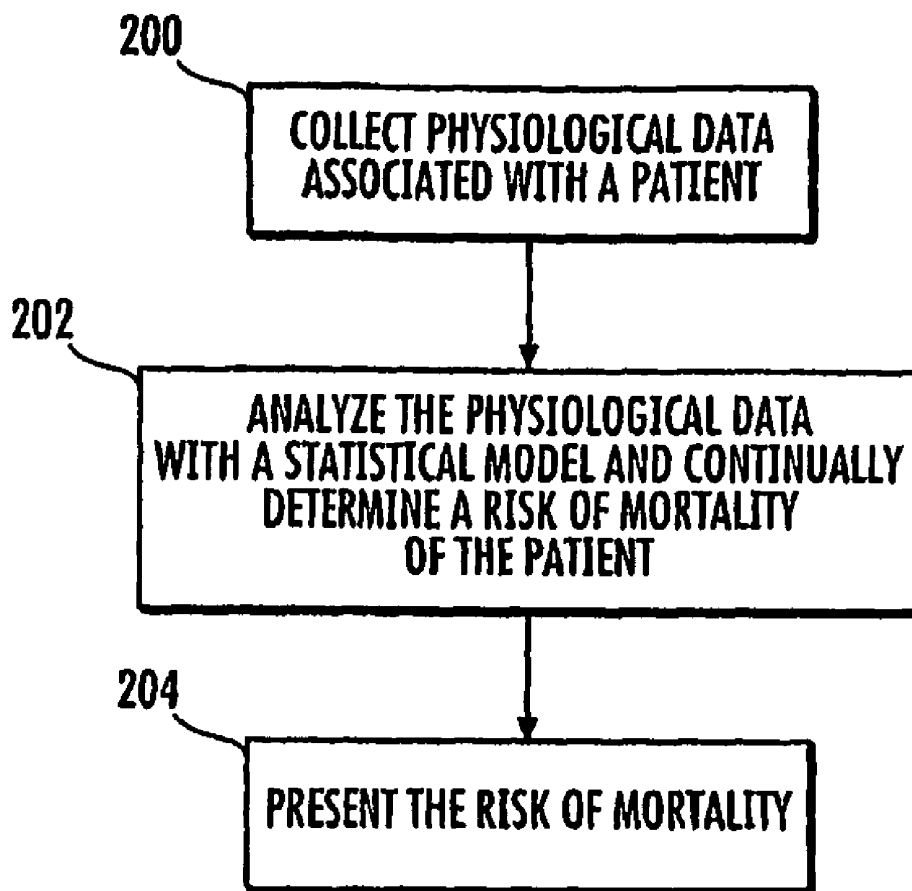 200
COLLECT PHYSIOLOGICAL DATA
ASSOCIATED WITH A PATIENT
202
ANALYZE THE PHYSIOLOGICAL DATA
WITH A STATISTICAL MODEL AND CONTINUALLY
DETERMINE A RISK OF MORTALITY
OF THE PATIENT
204
PRESENT THE RISK OF MORTALITY